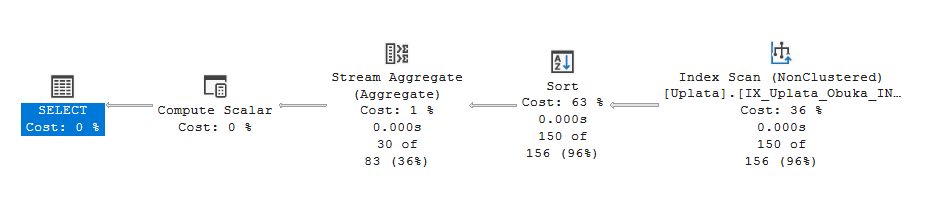 SELECT
Cost: 0 %
Compute Scalar
Cost: 0 %
Stream Aggregate
(Aggregate)
Cost: 1 %
0.000s
30 of
83 (36%)
Sort
Cost: 63 %
0.000s
150 of
156 (96%)
Index Scan (NonClustered)
[Uplata].[IX_Uplata_Obuka_IN…
Cost: 36 %
0.000s
150 of
156 (96%)